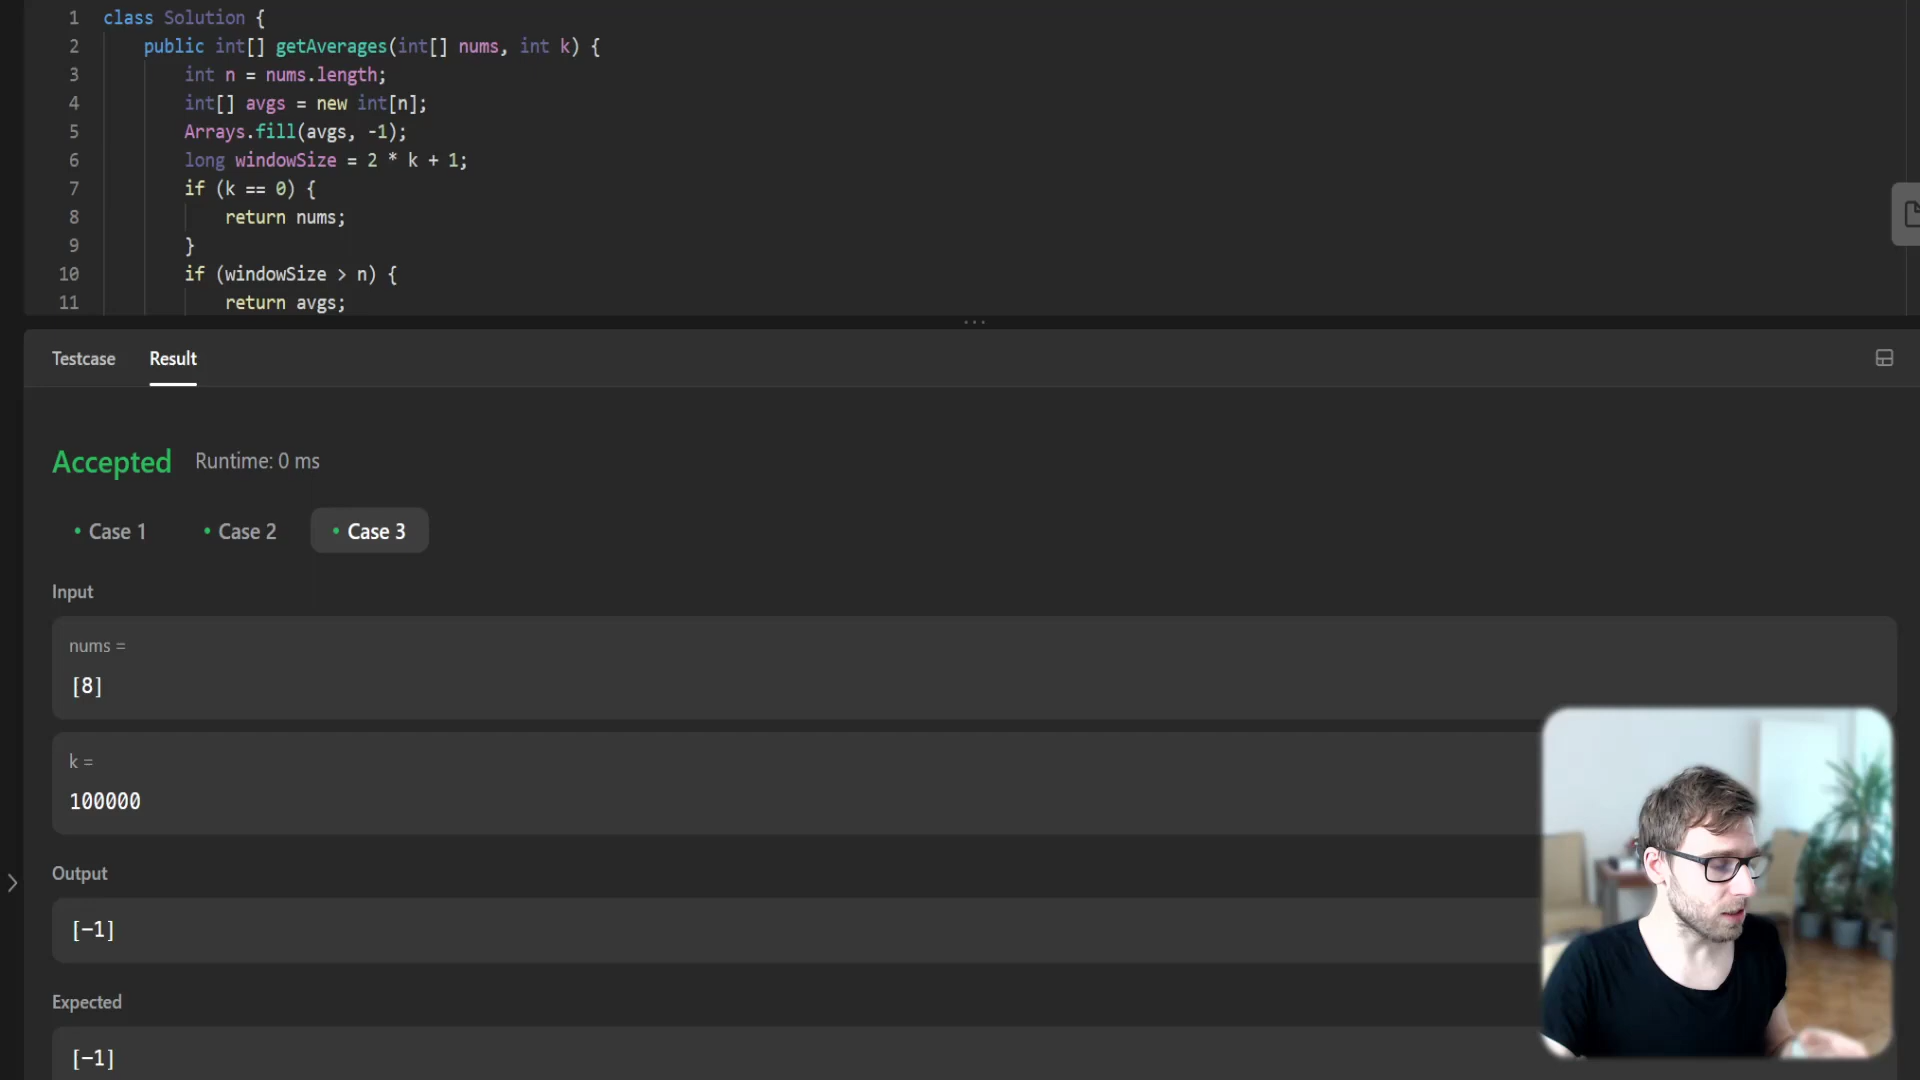 1 class Solution {
2 public int[] getAverages(int[] nums, int k) {
3 int n = nums.length;
4 int[] avgs = new int[n];
5 Arrays.fill(avgs, -1);
6 long windowSize = 2 * k + 1;
7 if (k == 0) {
8 return nums;
9 }
10 if (windowSize > n) {
11 return avgs;
Testcase Result
Accepted Runtime: 0 ms
• Case 1 • Case 2 • Case 3
Input
nums =
[8]
k =
100000
Output
[-1]
Expected
[-1]